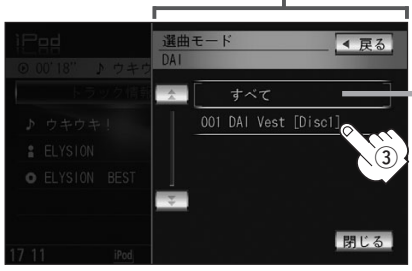 iPod
00'18" ♪ ウキウ
トラック情報
♪ ウキウキ!
ELYSION
ELYSION BEST
17 11 iPod
選曲モード
DAI
◀ 戻る
すべて
001 DAI Vest [Disc1]
③
閉じる